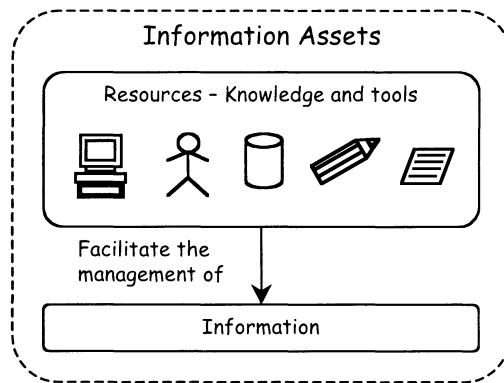 Information Assets
Resources – Knowledge and tools
Facilitate the
management of
Information